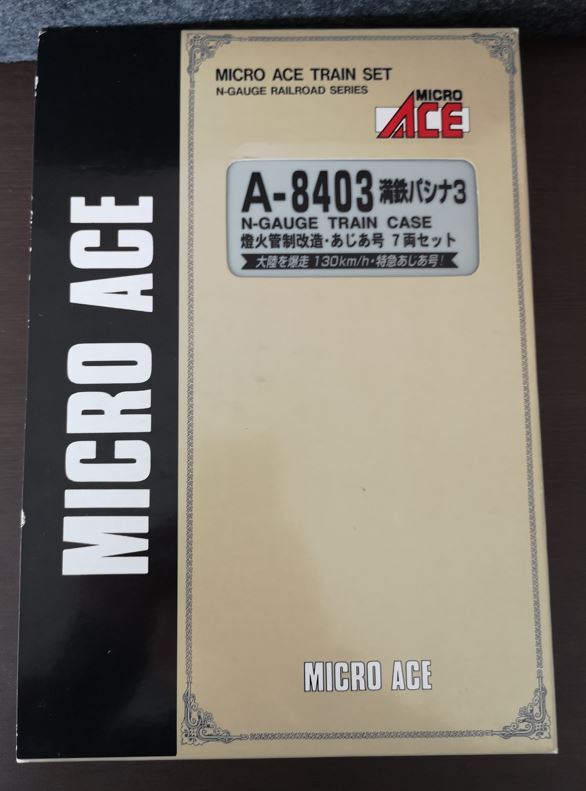 MICRO ACE
MICRO ACE TRAIN SET
N-GAUGE RAILROAD SERIES
MICRO
ACE
A-8403 満鉄パシナ3
N-GAUGE TRAIN CASE
燈火管制改造・あじあ号 7両セット
大陸を爆走 130km/h・特急あじあ号!
MICRO ACE